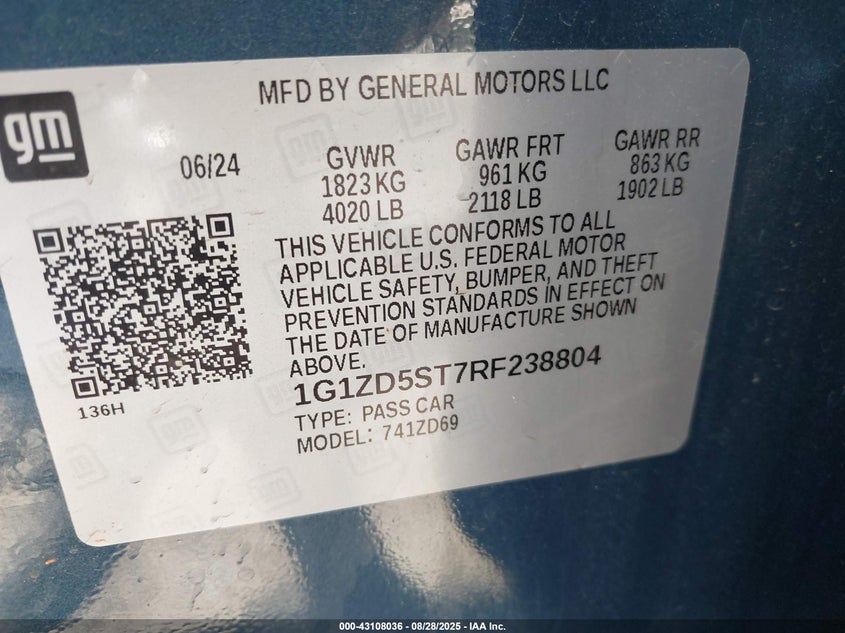 MFD BY GENERAL MOTORS LLC
gm
06/24
GVWR
1823 KG
4020 LB
GAWR FRT
961 KG
2118 LB
GAWR RR
863 KG
1902 LB
THIS VEHICLE CONFORMS TO ALL
APPLICABLE U.S. FEDERAL MOTOR
VEHICLE SAFETY, BUMPER, AND THEFT
PREVENTION STANDARDS IN EFFECT ON
THE DATE OF MANUFACTURE SHOWN
ABOVE.
1G1ZD5ST7RF238804
TYPE: PASS CAR
MODEL: 741ZD69
136H
000-43108036 - 08/28/2025 - IAA Inc.